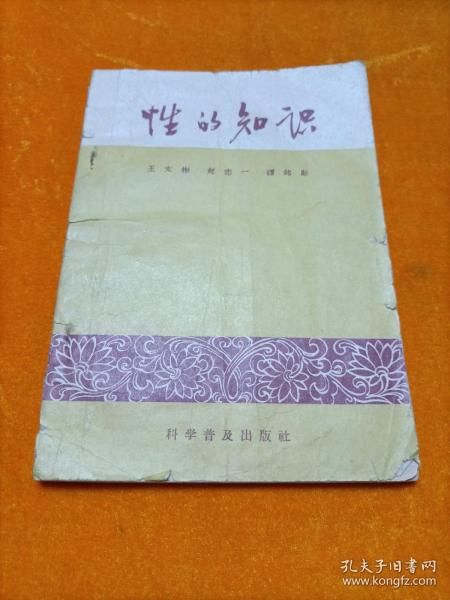 性的知识
王文彬 赵志一 谭铭勋
科学普及出版社
孔夫子旧书网
www.kongfz.com